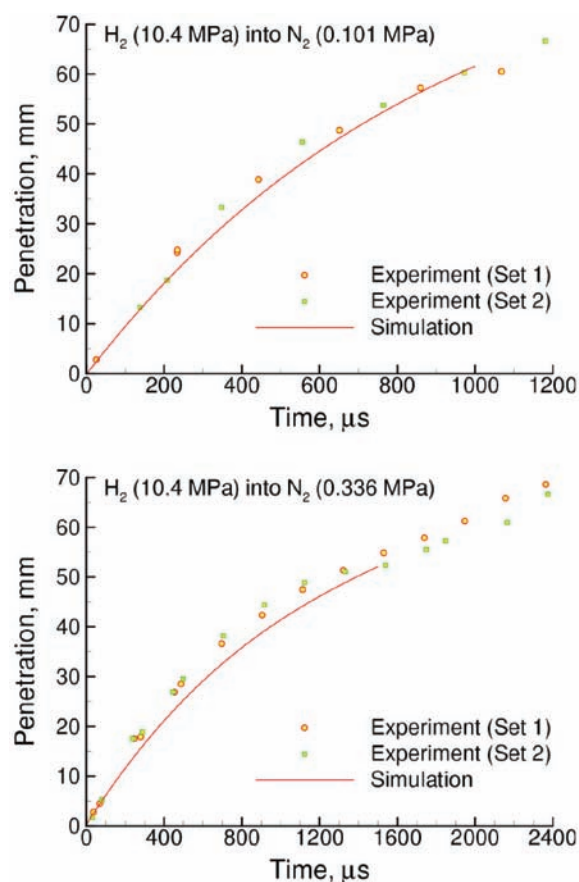 H₂ (10.4 MPa) into N₂ (0.101 MPa)
Penetration, mm
70
60
50
40
30
20
10
0
Experiment (Set 1)
Experiment (Set 2)
Simulation
0 200 400 600 800 1000 1200
Time, μs
H₂ (10.4 MPa) into N₂ (0.336 MPa)
Penetration, mm
70
60
50
40
30
20
10
0
Experiment (Set 1)
Experiment (Set 2)
Simulation
0 400 800 1200 1600 2000 2400
Time, μs